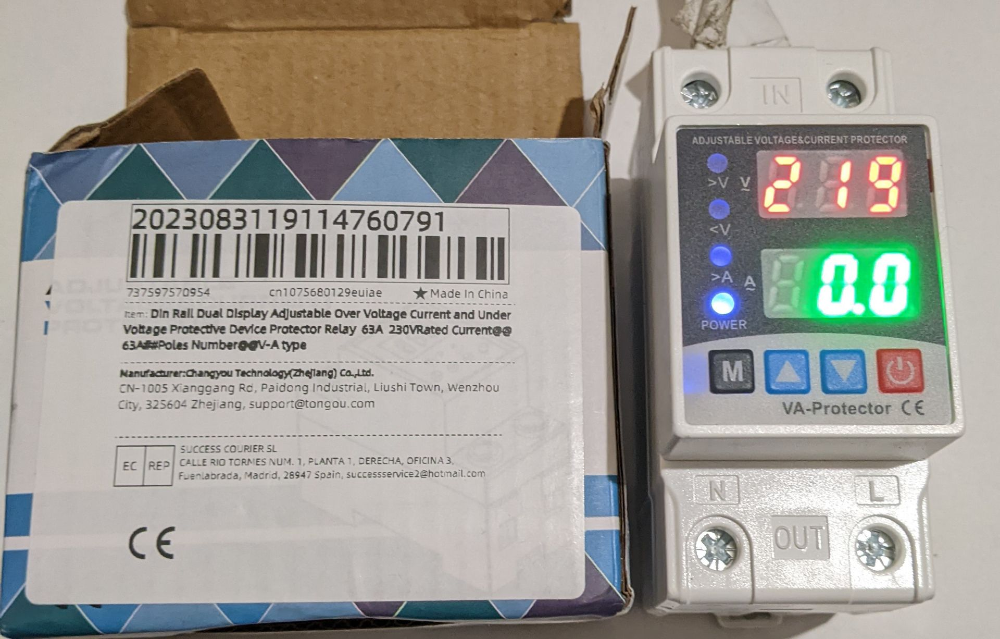 2023083119114760791
737597570954 cn1075680129euiae ★Made In China
Item: Din Rail Dual Display Adjustable Over Voltage Current and Under
Voltage Protective Device Protector Relay 63A 230VRated Current@@
63A##Poles Number@@V-A type
Manufacturer:Changyou Technology(Zhejiang) Co.,Ltd.
CN-1005 Xianggang Rd, Paidong Industrial, Liushi Town, Wenzhou
City, 325604 Zhejiang, support@tongou.com
EC REP
SUCCESS COURIER SL
CALLE RIO TORMES NUM. 1, PLANTA 1, DERECHA, OFICINA 3,
Fuenlabrada, Madrid, 28947 Spain, successservice2@hotmail.com
CE
IN
ADJUSTABLE VOLTAGE&CURRENT PROTECTOR
>V V 219
<V
>A A 0.0
POWER
M
VA-Protector CE
N L
OUT